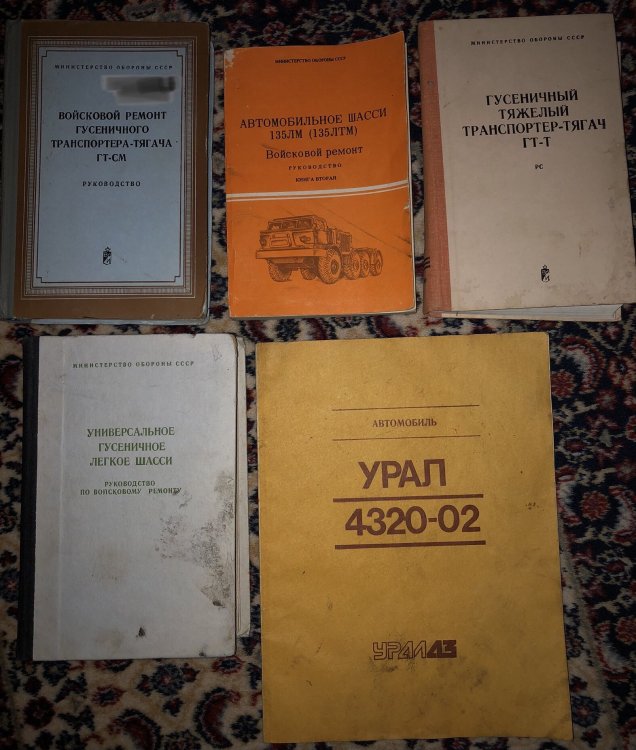 МИНИСТЕРСТВО ОБОРОНЫ СССР
ВОЙСКОВОЙ РЕМОНТ
ГУСЕНИЧНОГО
ТРАНСПОРТЕРА-ТЯГАЧА
ГТ-СМ
РУКОВОДСТВО
МИНИСТЕРСТВО ОБОРОНЫ СССР
АВТОМОБИЛЬНОЕ ШАССИ
135ЛМ (135ЛТМ)
Войсковой ремонт
РУКОВОДСТВО
КНИГА ВТОРАЯ
МИНИСТЕРСТВО ОБОРОНЫ СССР
ГУСЕНИЧНЫЙ
ТЯЖЕЛЫЙ
ТРАНСПОРТЕР-ТЯГАЧ
ГТ-Т
РС
МИНИСТЕРСТВО ОБОРОНЫ СССР
УНИВЕРСАЛЬНОЕ
ГУСЕНИЧНОЕ
ЛЕГКОЕ ШАССИ
РУКОВОДСТВО
ПО ВОЙСКОВОМУ РЕМОНТУ
АВТОМОБИЛЬ
УРАЛ
4320-02
УРАЛАЗ